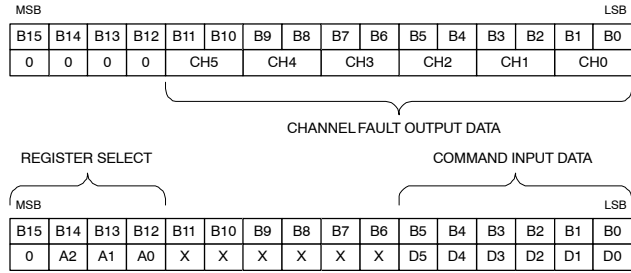 MSB LSB
B15 B14 B13 B12 B11 B10 B9 B8 B7 B6 B5 B4 B3 B2 B1 B0
0 0 0 0 CH5 CH4 CH3 CH2 CH1 CH0
CHANNEL FAULT OUTPUT DATA
REGISTER SELECT COMMAND INPUT DATA
MSB LSB
B15 B14 B13 B12 B11 B10 B9 B8 B7 B6 B5 B4 B3 B2 B1 B0
0 A2 A1 A0 X X X X X X D5 D4 D3 D2 D1 D0